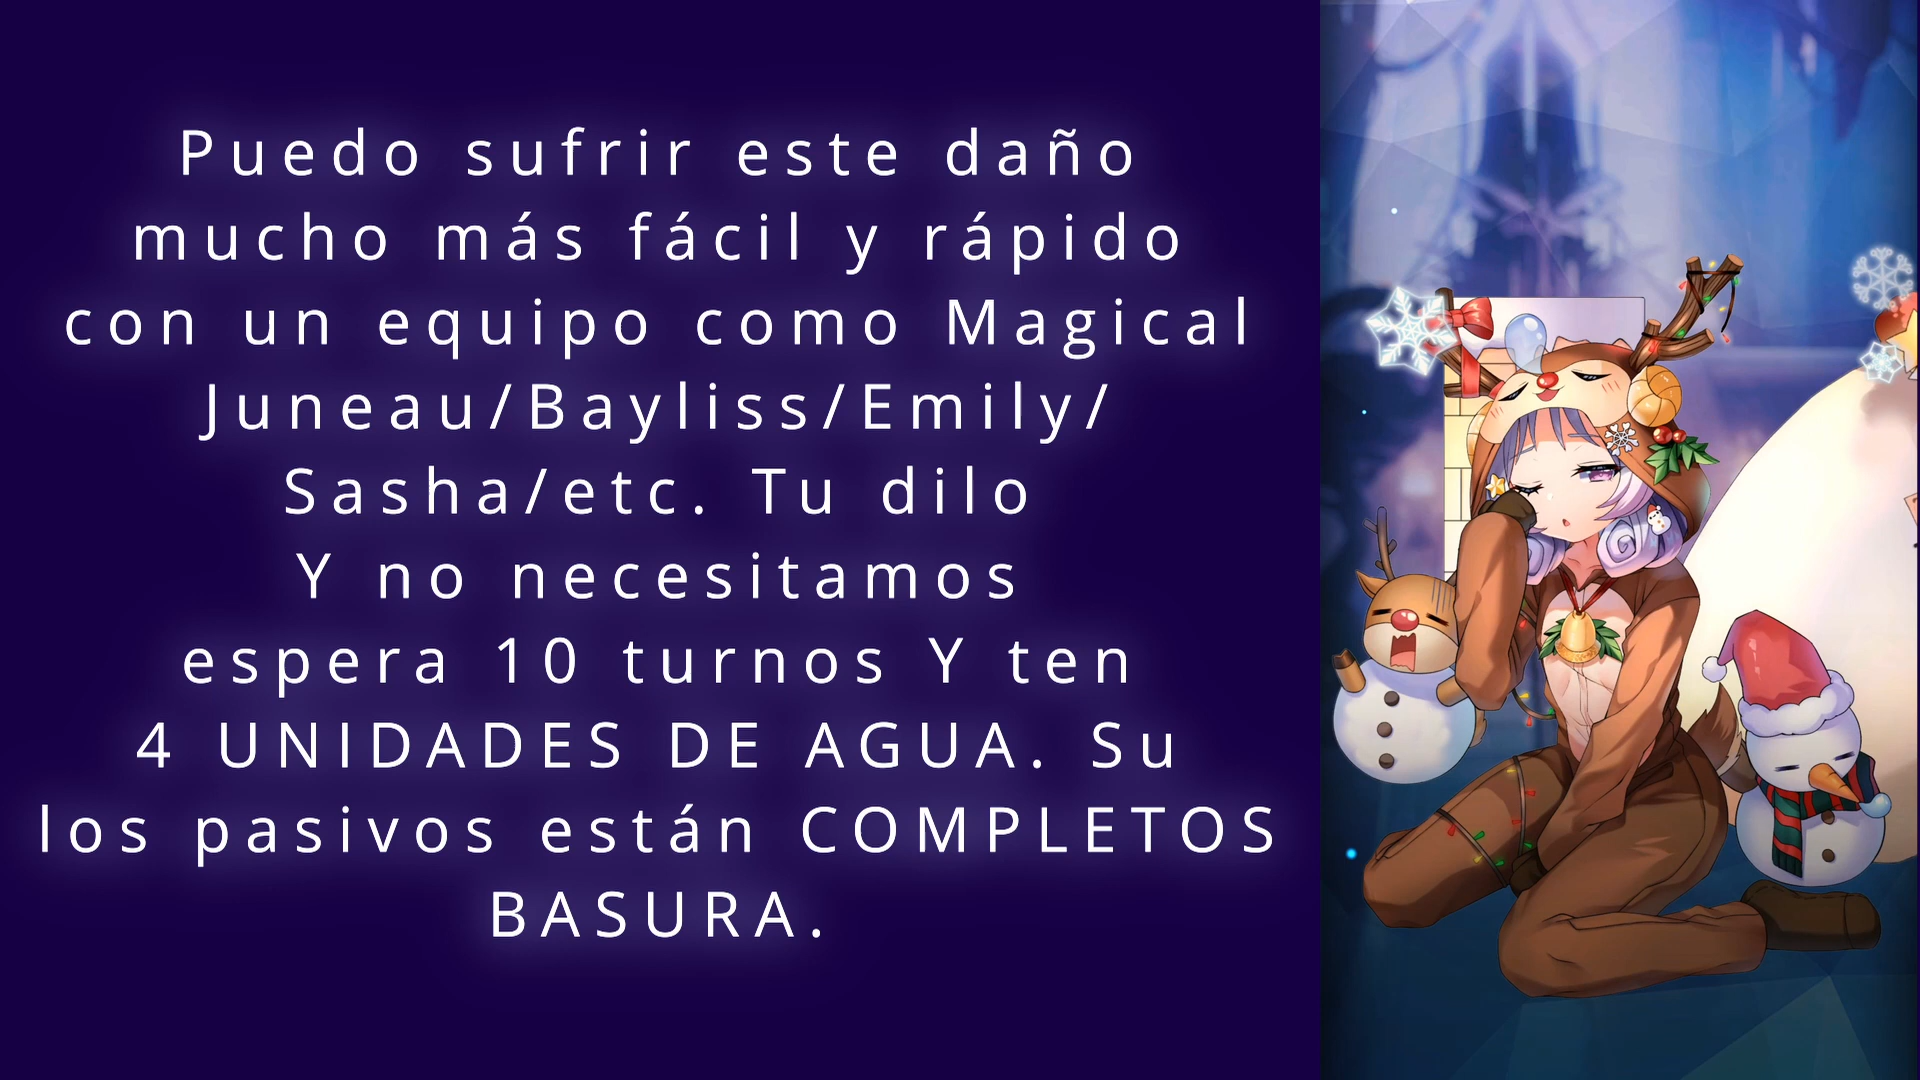 Puedo sufrir este daño
mucho más fácil y rápido
con un equipo como Magical
Juneau/Bayliss/Emily/
Sasha/etc. Tu dilo
Y no necesitamos
espera 10 turnos Y ten
4 UNIDADES DE AGUA. Su
los pasivos están COMPLETOS
BASURA.